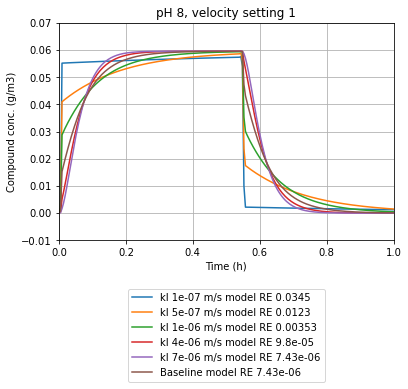 pH 8, velocity setting 1
0.07
0.06
0.05
0.04
0.03
0.02
0.01
0.00
−0.01
Compound conc. (g/m3)
0.0 0.2 0.4 0.6 0.8 1.0
Time (h)
kl 1e-07 m/s model RE 0.0345
kl 5e-07 m/s model RE 0.0123
kl 1e-06 m/s model RE 0.00353
kl 4e-06 m/s model RE 9.8e-05
kl 7e-06 m/s model RE 7.43e-06
Baseline model RE 7.43e-06